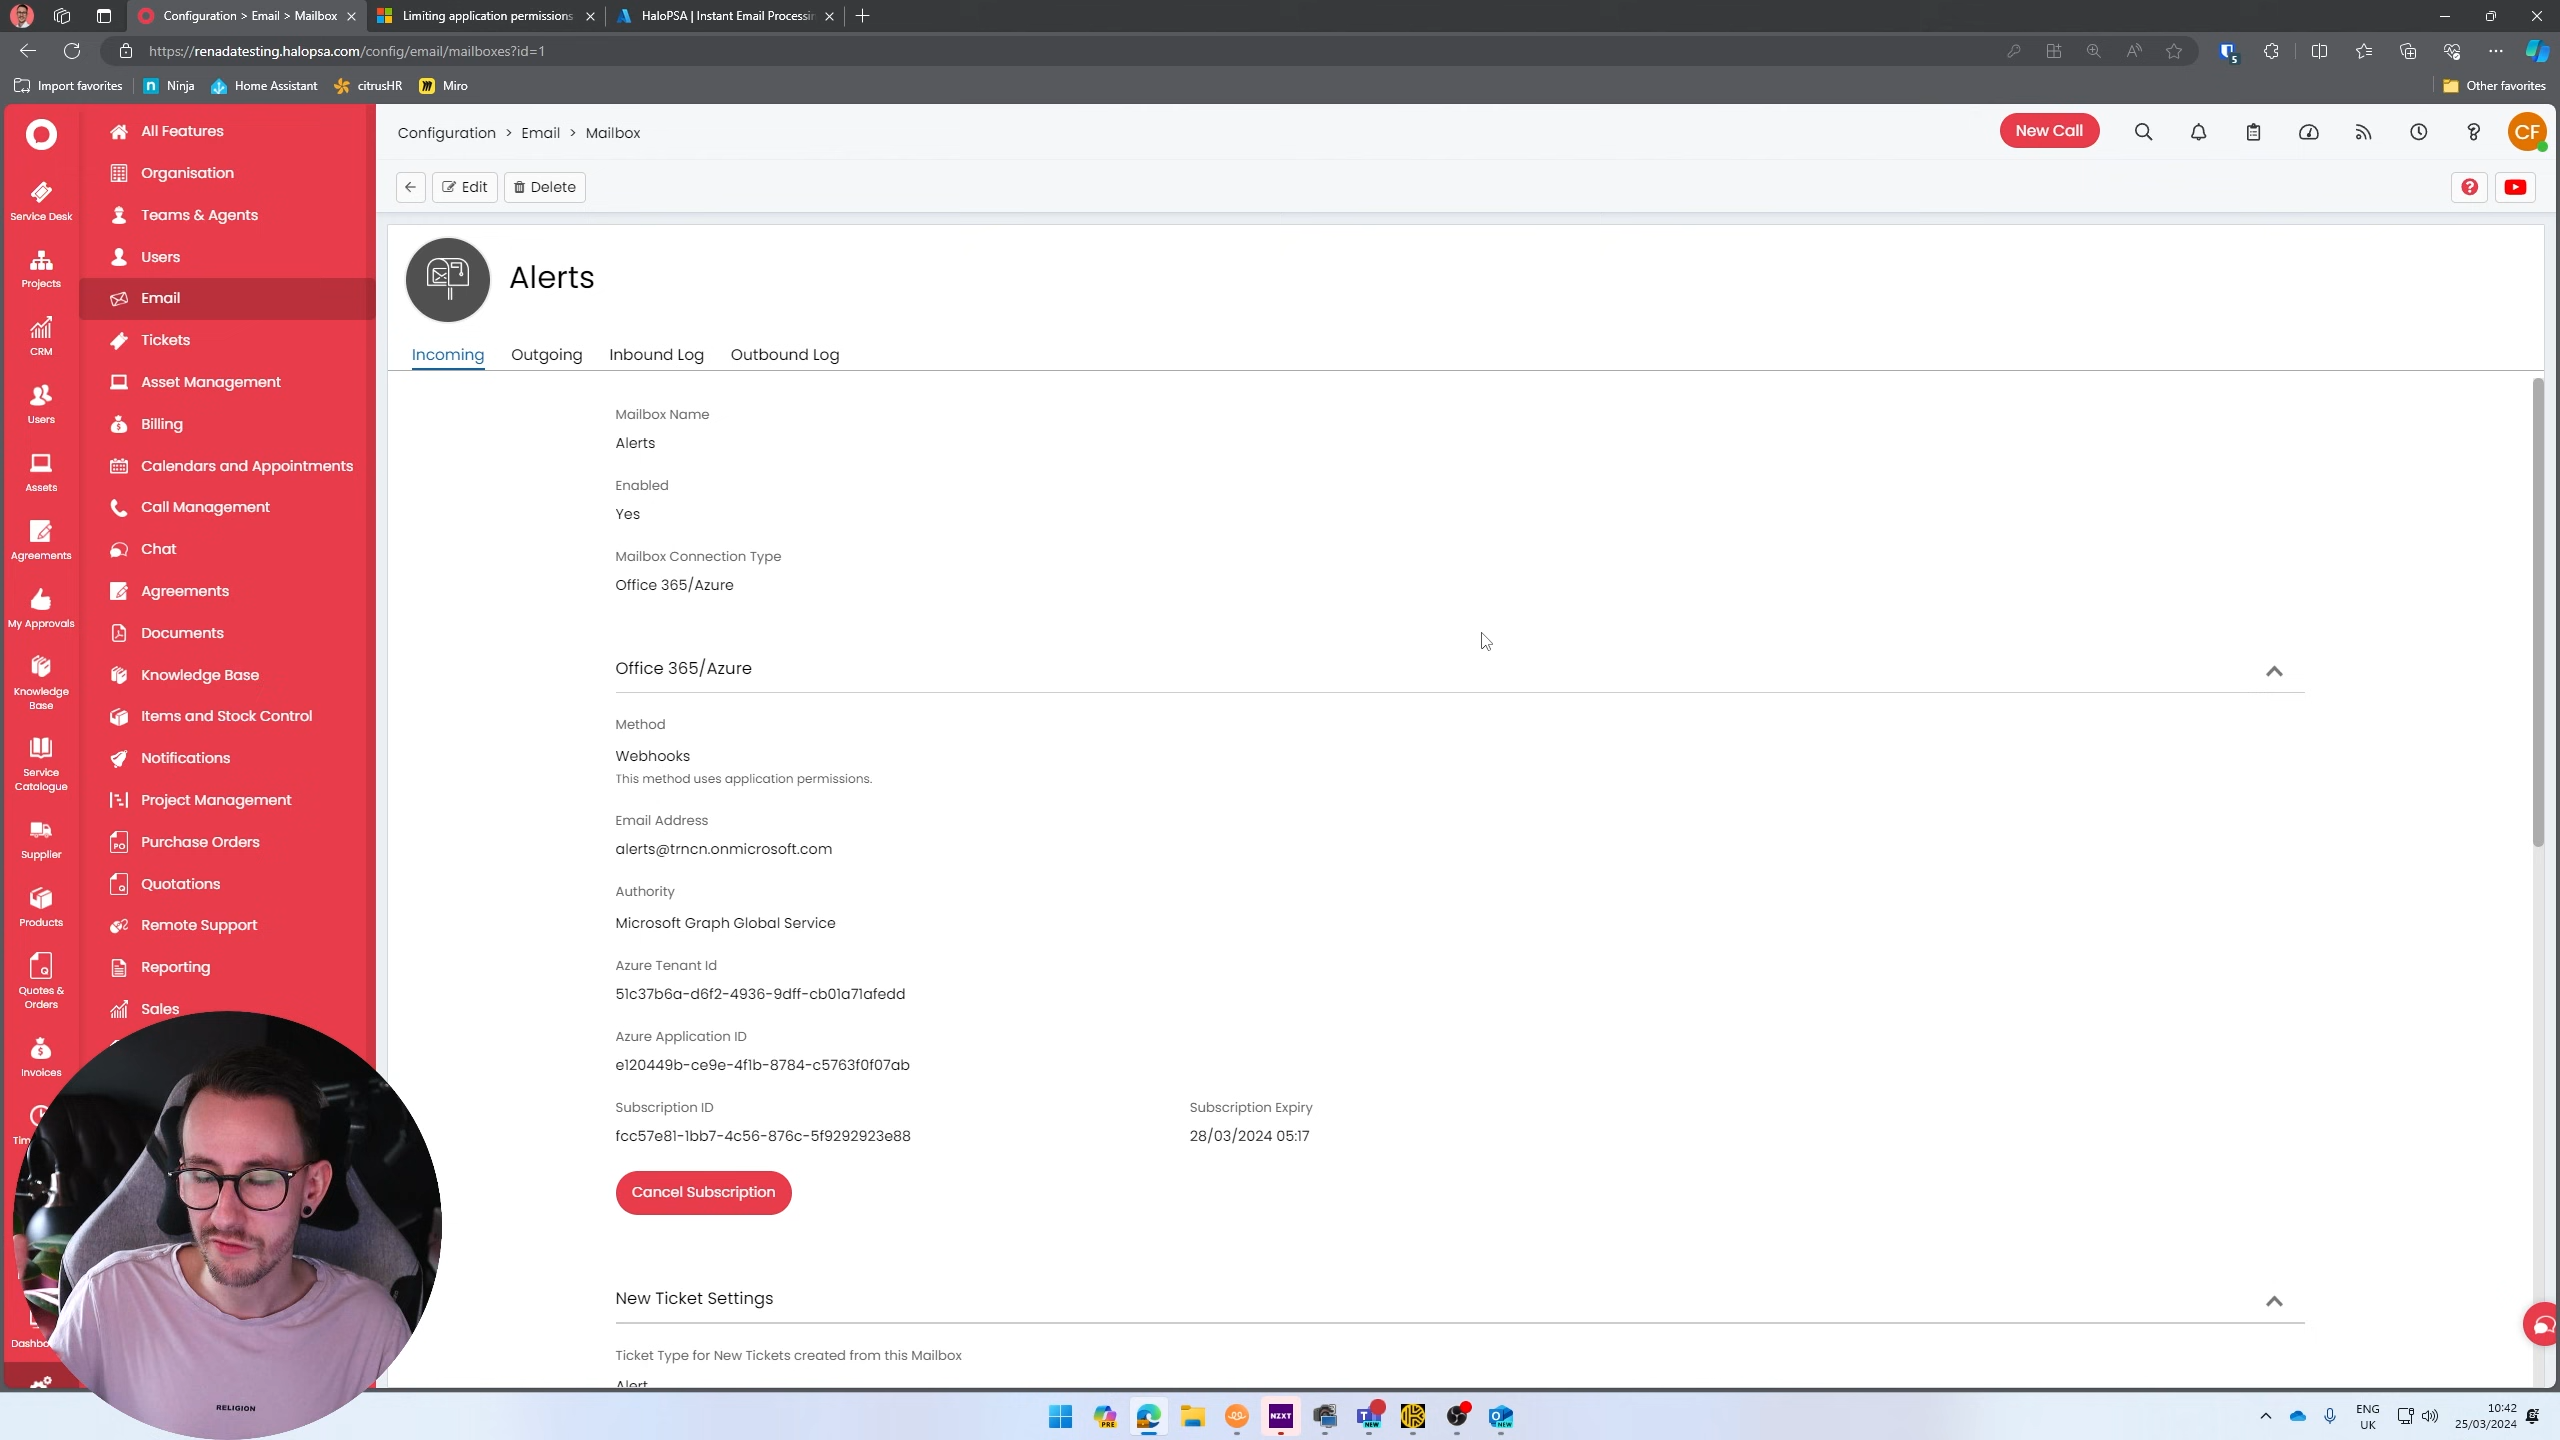 Configuration > Email > Mailbox
Limiting application permissions
HaloPSA | Instant Email Processin
https://renadatesting.halopsa.com/config/email/mailboxes?id=1
5
Import favorites
Ninja
Home Assistant
citrusHR
Miro
Other favorites
Service Desk
Projects
CRM
Users
Assets
Agreements
My Approvals
Knowledge
Base
Service
Catalogue
Supplier
Products
Quotes &
Orders
Invoices
All Features
Organisation
Teams & Agents
Users
Email
Tickets
Asset Management
Billing
Calendars and Appointments
Call Management
Chat
Agreements
Documents
Knowledge Base
Items and Stock Control
Notifications
Project Management
Purchase Orders
Quotations
Remote Support
Reporting
Sales
Configuration > Email > Mailbox
New Call
CF
Edit
Delete
Alerts
Incoming
Outgoing
Inbound Log
Outbound Log
Mailbox Name
Alerts
Enabled
Yes
Mailbox Connection Type
Office 365/Azure
Office 365/Azure
Method
Webhooks
This method uses application permissions.
Email Address
alerts@trncn.onmicrosoft.com
Authority
Microsoft Graph Global Service
Azure Tenant Id
51c37b6a-d6f2-4936-9dff-cb01a71afedd
Azure Application ID
e120449b-ce9e-4f1b-8784-c5763f0f07ab
Subscription ID
fcc57e81-1bb7-4c56-876c-5f9292923e88
Subscription Expiry
28/03/2024 05:17
Cancel Subscription
New Ticket Settings
Ticket Type for New Tickets created from this Mailbox
Alert
RELIGION
PRE
NZXT
NEW
NEW
ENG
UK
10:42
25/03/2024